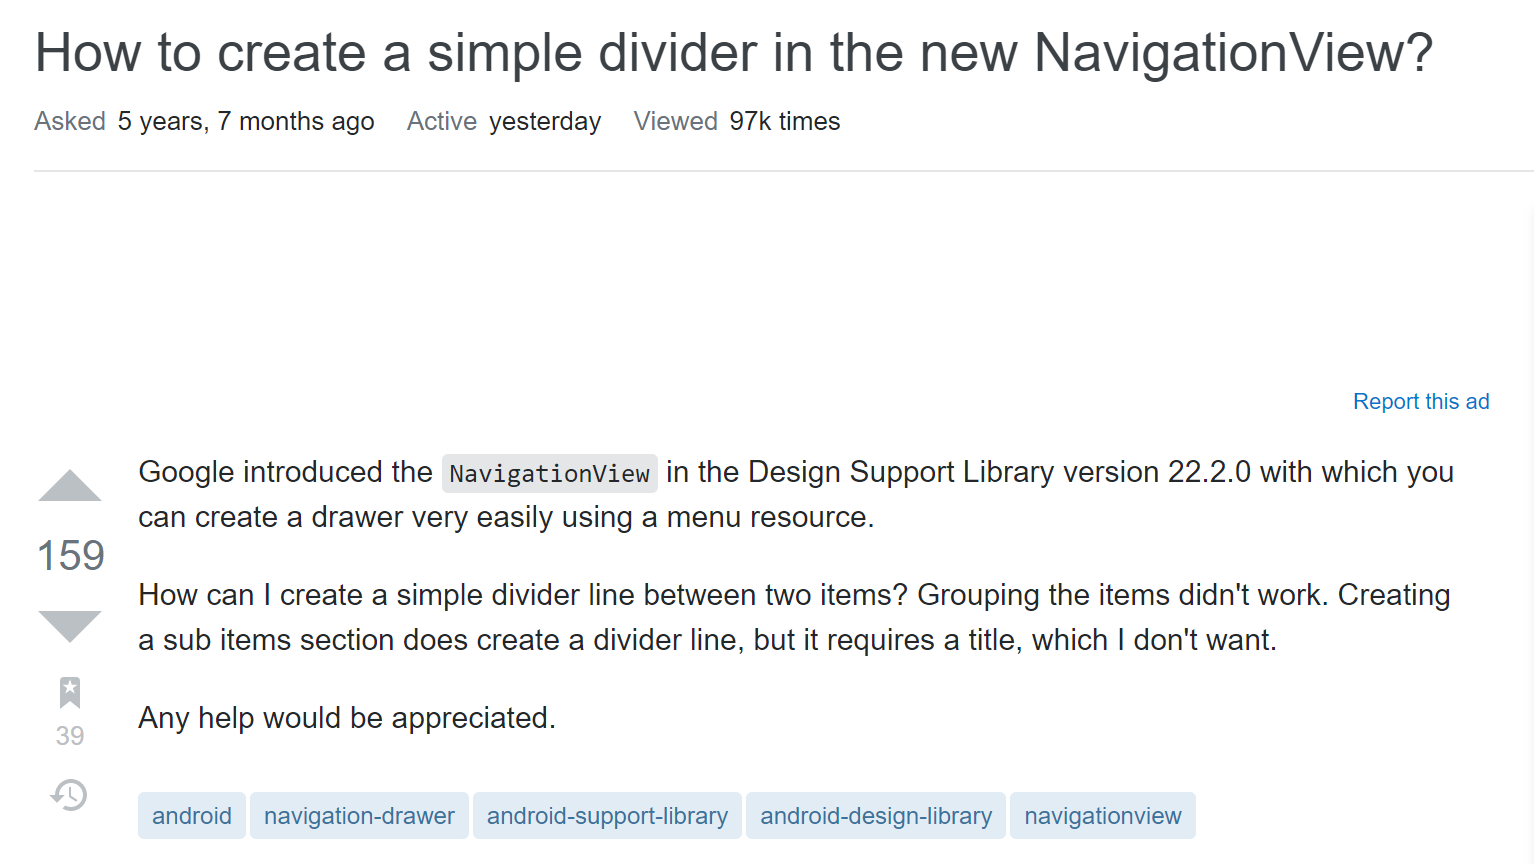 How to create a simple divider in the new NavigationView?
Asked 5 years, 7 months ago Active yesterday Viewed 97k times
Report this ad
Google introduced the NavigationView in the Design Support Library version 22.2.0 with which you
can create a drawer very easily using a menu resource.
159
How can I create a simple divider line between two items? Grouping the items didn't work. Creating
a sub items section does create a divider line, but it requires a title, which I don't want.
39
Any help would be appreciated.
android navigation-drawer android-support-library android-design-library navigationview